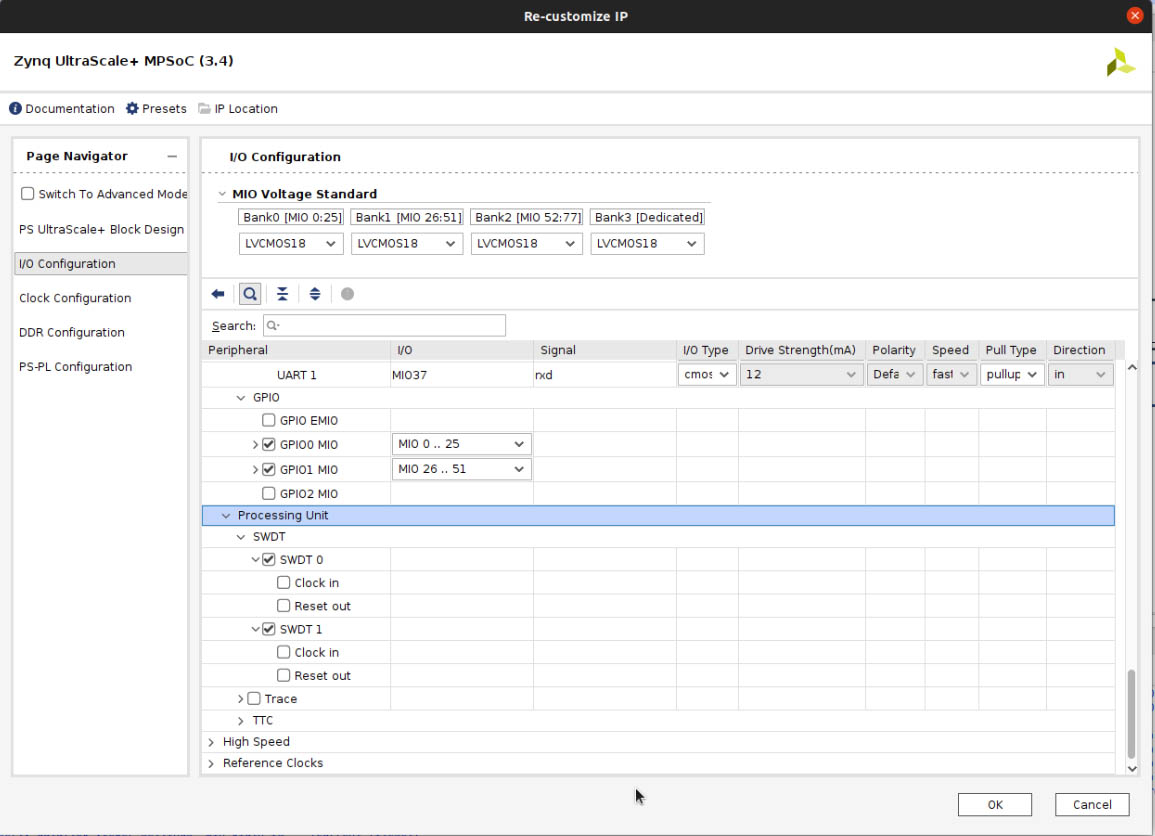 Re-customize IP
Zynq UltraScale+ MPSoC (3.4)
Documentation Presets IP Location
Page Navigator
Switch To Advanced Mode
PS UltraScale+ Block Design
I/O Configuration
Clock Configuration
DDR Configuration
PS-PL Configuration
I/O Configuration
MIO Voltage Standard
Bank0 [MIO 0:25] Bank1 [MIO 26:51] Bank2 [MIO 52:77] Bank3 [Dedicated]
LVCMOS18 LVCMOS18 LVCMOS18 LVCMOS18
Search:
Peripheral I/O Signal I/O Type Drive Strength(mA) Polarity Speed Pull Type Direction
UART 1 MIO37 rxd cmos 12 Defa fast pullup in
GPIO
GPIO EMIO
GPIO0 MIO MIO 0 .. 25
GPIO1 MIO MIO 26 .. 51
GPIO2 MIO
Processing Unit
SWDT
SWDT 0
Clock in
Reset out
SWDT 1
Clock in
Reset out
Trace
TTC
High Speed
Reference Clocks
OK Cancel